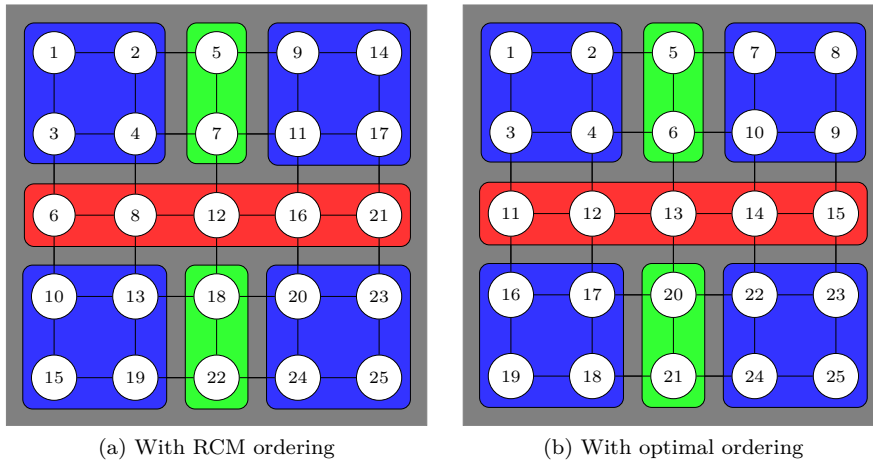 1 2 5 9 14
3 4 7 11 17
6 8 12 16 21
10 13 18 20 23
15 19 22 24 25
(a) With RCM ordering
1 2 5 7 8
3 4 6 10 9
11 12 13 14 15
16 17 20 22 23
19 18 21 24 25
(b) With optimal ordering